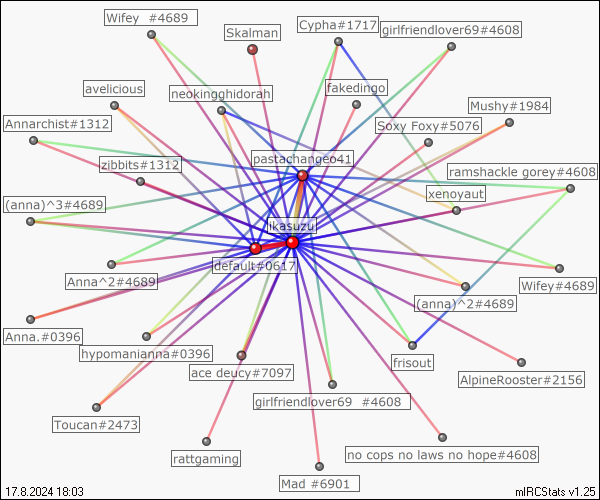 Wifey  #4689
Skalman
Cypha#1717
girlfriendlover69#4608
avelicious
neokingghidorah
fakedingo
Mushy#1984
Annarchist#1312
Soxy Foxy#5076
zibbits#1312
pastachangeo41
ramshackle gorey#4608
xenoyaut
(anna)^3#4689
likasuzu
default#0617
Anna^2#4689
Wifey#4689
(anna)^2#4689
Anna.#0396
hypomanianna#0396
frisout
ace deucy#7097
AlpineRooster#2156
girlfriendlover69  #4608
Toucan#2473
rattgaming
no cops no laws no hope#4608
Mad #6901
17.8.2024 18:03
mIRCStats v1.25